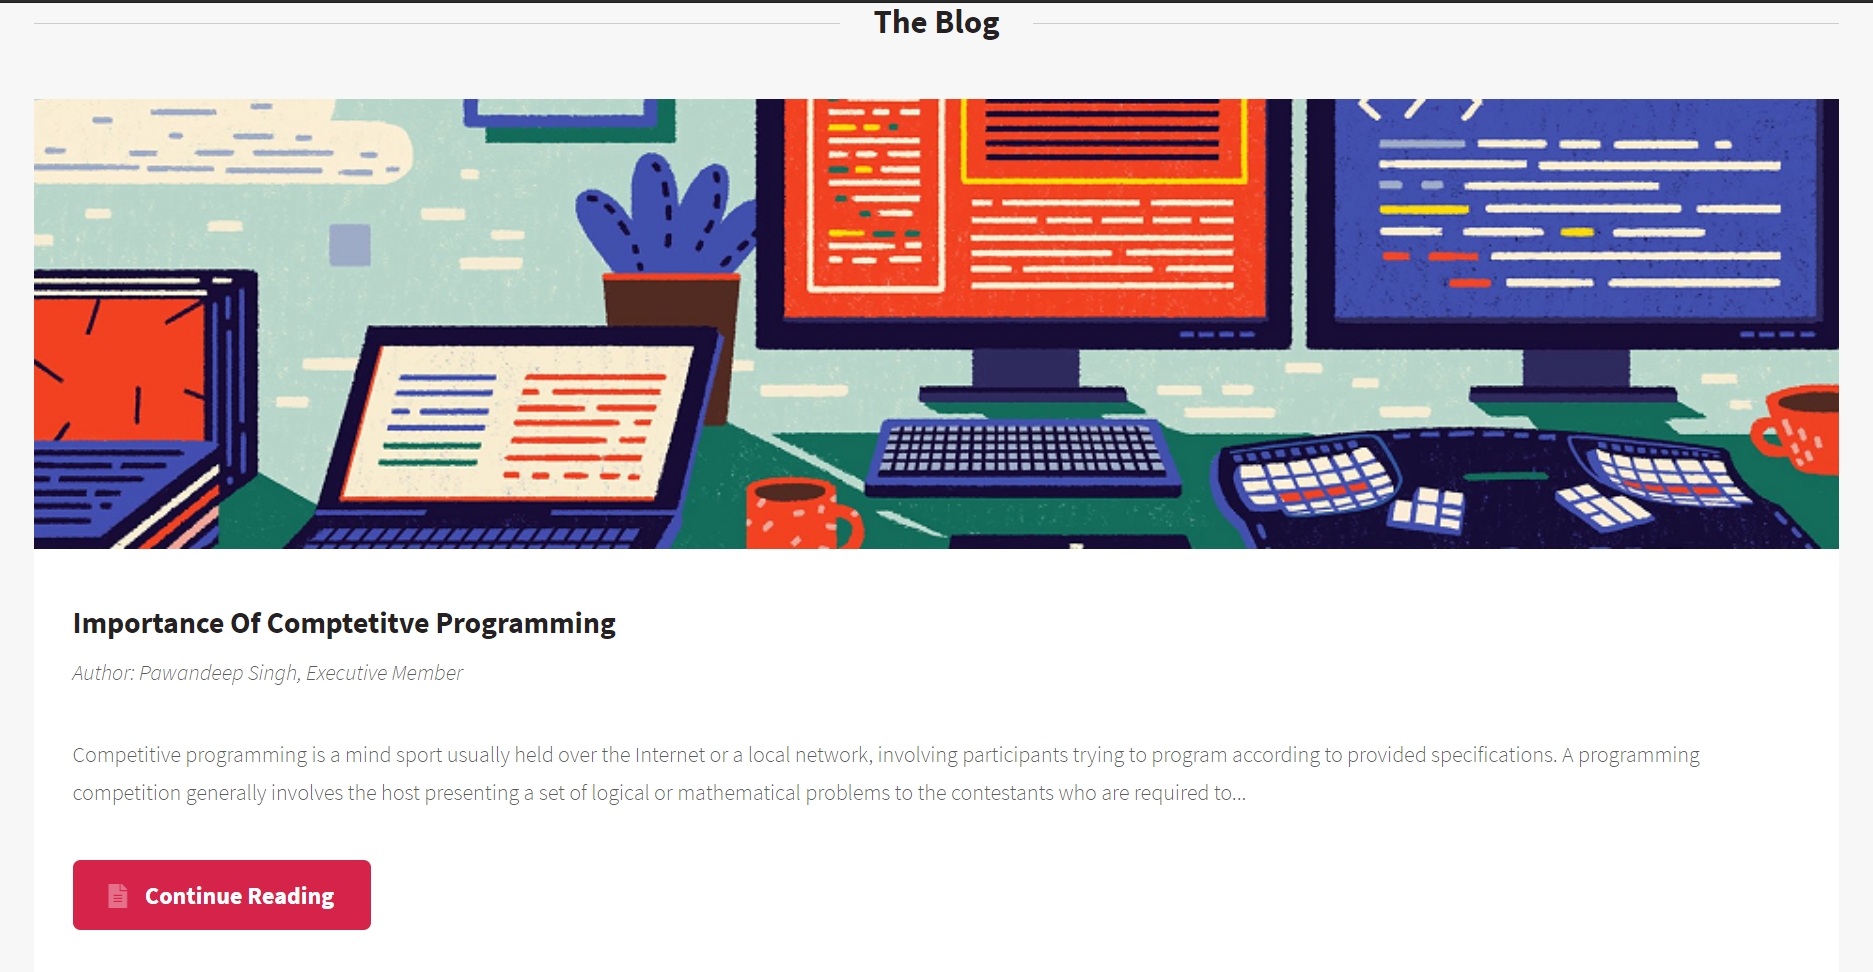 The Blog
Importance Of Comptetitve Programming
Author: Pawandeep Singh, Executive Member
Competitive programming is a mind sport usually held over the Internet or a local network, involving participants trying to program according to provided specifications. A programming
competition generally involves the host presenting a set of logical or mathematical problems to the contestants who are required to...
Continue Reading